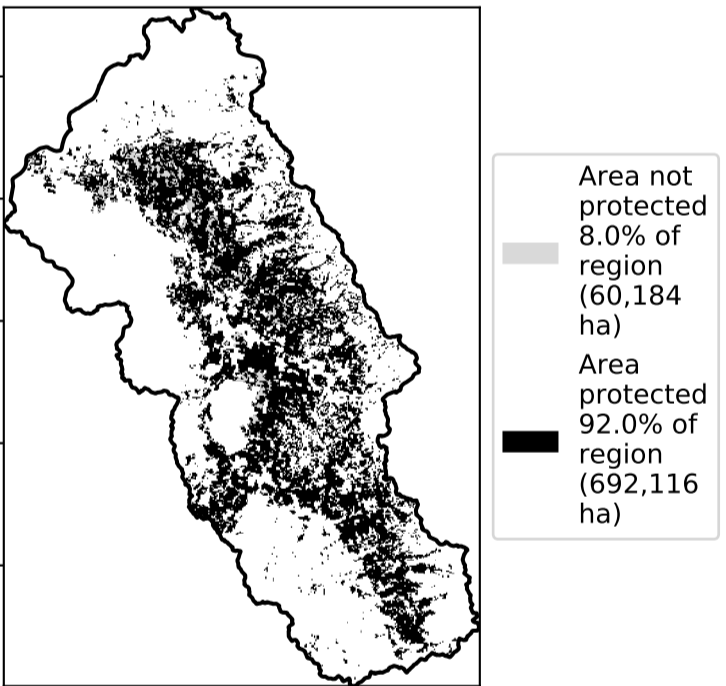 Area not
protected
8.0% of
region
(60,184
ha)
Area
protected
92.0% of
region
(692,116
ha)